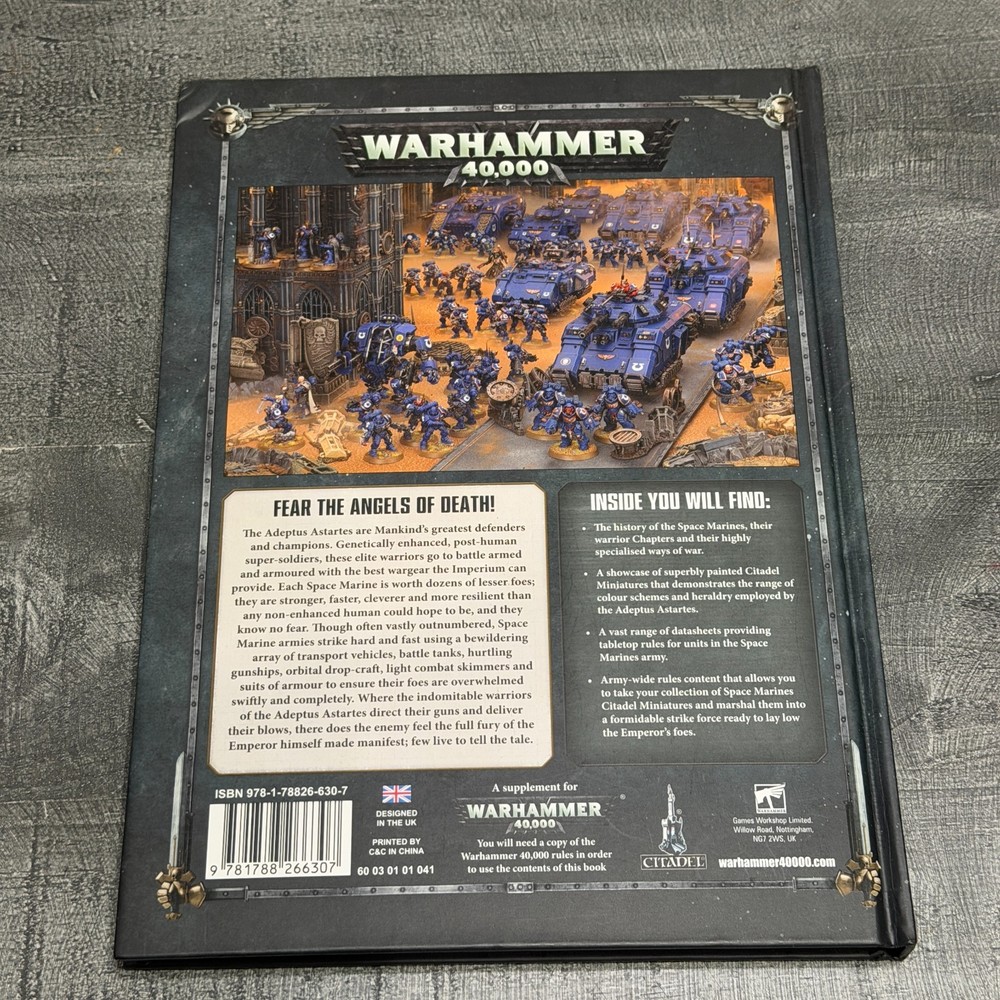 WARHAMMER
40,000
FEAR THE ANGELS OF DEATH!
The Adeptus Astartes are Mankind's greatest defenders
and champions. Genetically enhanced, post-human
super-soldiers, these elite warriors go to battle armed
and armoured with the best wargear the Imperium can
provide. Each Space Marine is worth dozens of lesser foes;
they are stronger, faster, cleverer and more resilient than
any non-enhanced human could hope to be, and they
know no fear. Though often vastly outnumbered, Space
Marine armies strike hard and fast using a bewildering
array of transport vehicles, battle tanks, hurtling
gunships, orbital drop-craft, light combat skimmers and
suits of armour to ensure their foes are overwhelmed
swiftly and completely. Where the indomitable warriors
of the Adeptus Astartes direct their guns and deliver
their blows, there does the enemy feel the full fury of the
Emperor himself made manifest; few live to tell the tale.
INSIDE YOU WILL FIND:
• The history of the Space Marines, their
warrior Chapters and their highly
specialised ways of war.
• A showcase of superbly painted Citadel
Miniatures that demonstrates the range of
colour schemes and heraldry employed by
the Adeptus Astartes.
• A vast range of datasheets providing
tabletop rules for units in the Space
Marines army.
• Army-wide rules content that allows you
to take your collection of Space Marines
Citadel Miniatures and marshal them into
a formidable strike force ready to lay low
the Emperor's foes.
ISBN 978-1-78826-630-7
9 781788 266307
DESIGNED
IN THE UK
PRINTED BY
C&C IN CHINA
60 03 01 01 041
A supplement for
WARHAMMER
40,000
You will need a copy of the
Warhammer 40,000 rules in order
to use the contents of this book
CITADEL
WARHAMMER
Games Workshop Limited.
Willow Road, Nottingham,
NG7 2WS, UK
warhammer40000.com